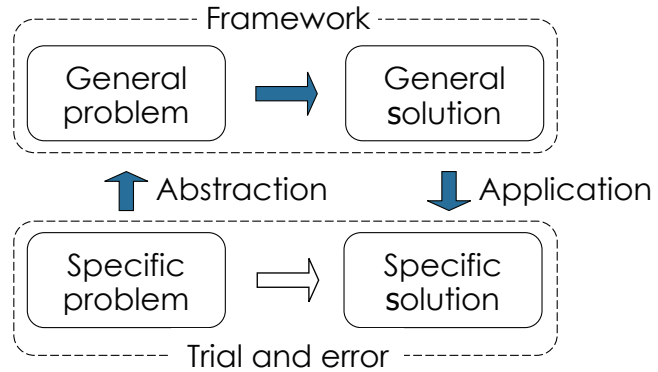 Framework
General
problem
General
solution
Abstraction
Application
Specific
problem
Specific
solution
Trial and error